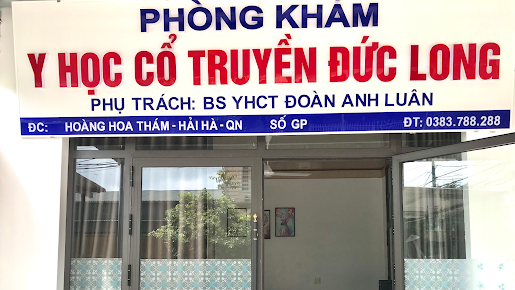 PHÒNG KHÁM
Y HỌC CỔ TRUYỀN ĐỨC LONG
PHỤ TRÁCH: BS YHCT ĐOÀN ANH LUÂN
ĐC: HOÀNG HOA THÁM - HẢI HÀ - QN SỐ GP ĐT: 0383.788.288